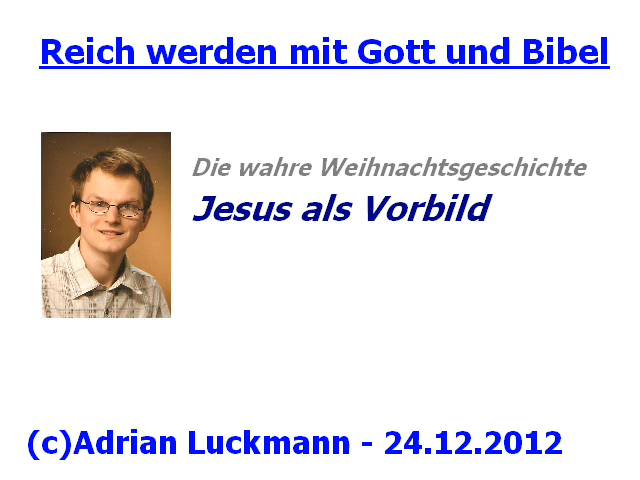 Reich werden mit Gott und Bibel
Die wahre Weihnachtsgeschichte
Jesus als Vorbild
(c)Adrian Luckmann - 24.12.2012